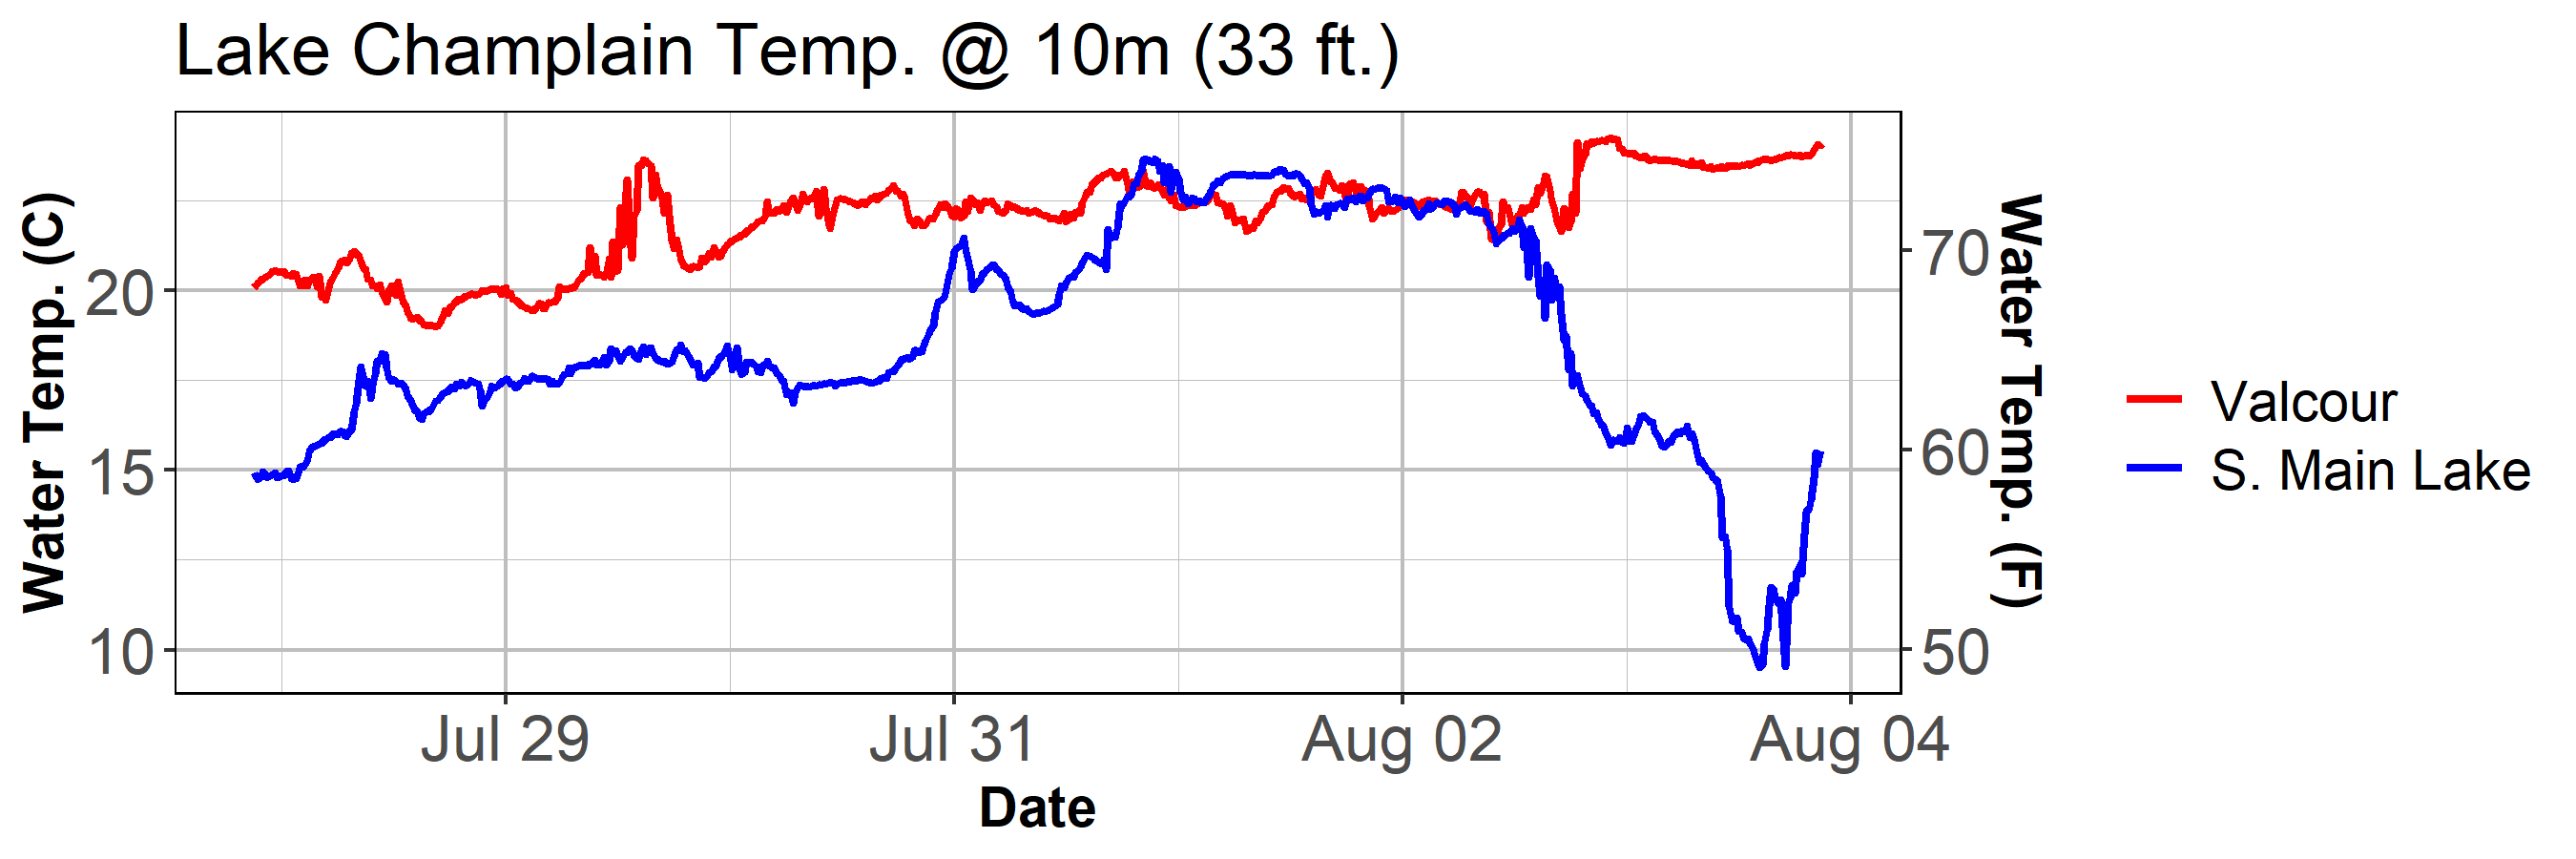 Lake Champlain Temp. @ 10m (33 ft.)
Water Temp. (C)
20
15
10
70
60
50
Water Temp. (F)
Jul 29
Jul 31
Aug 02
Aug 04
Date
Valcour
S. Main Lake